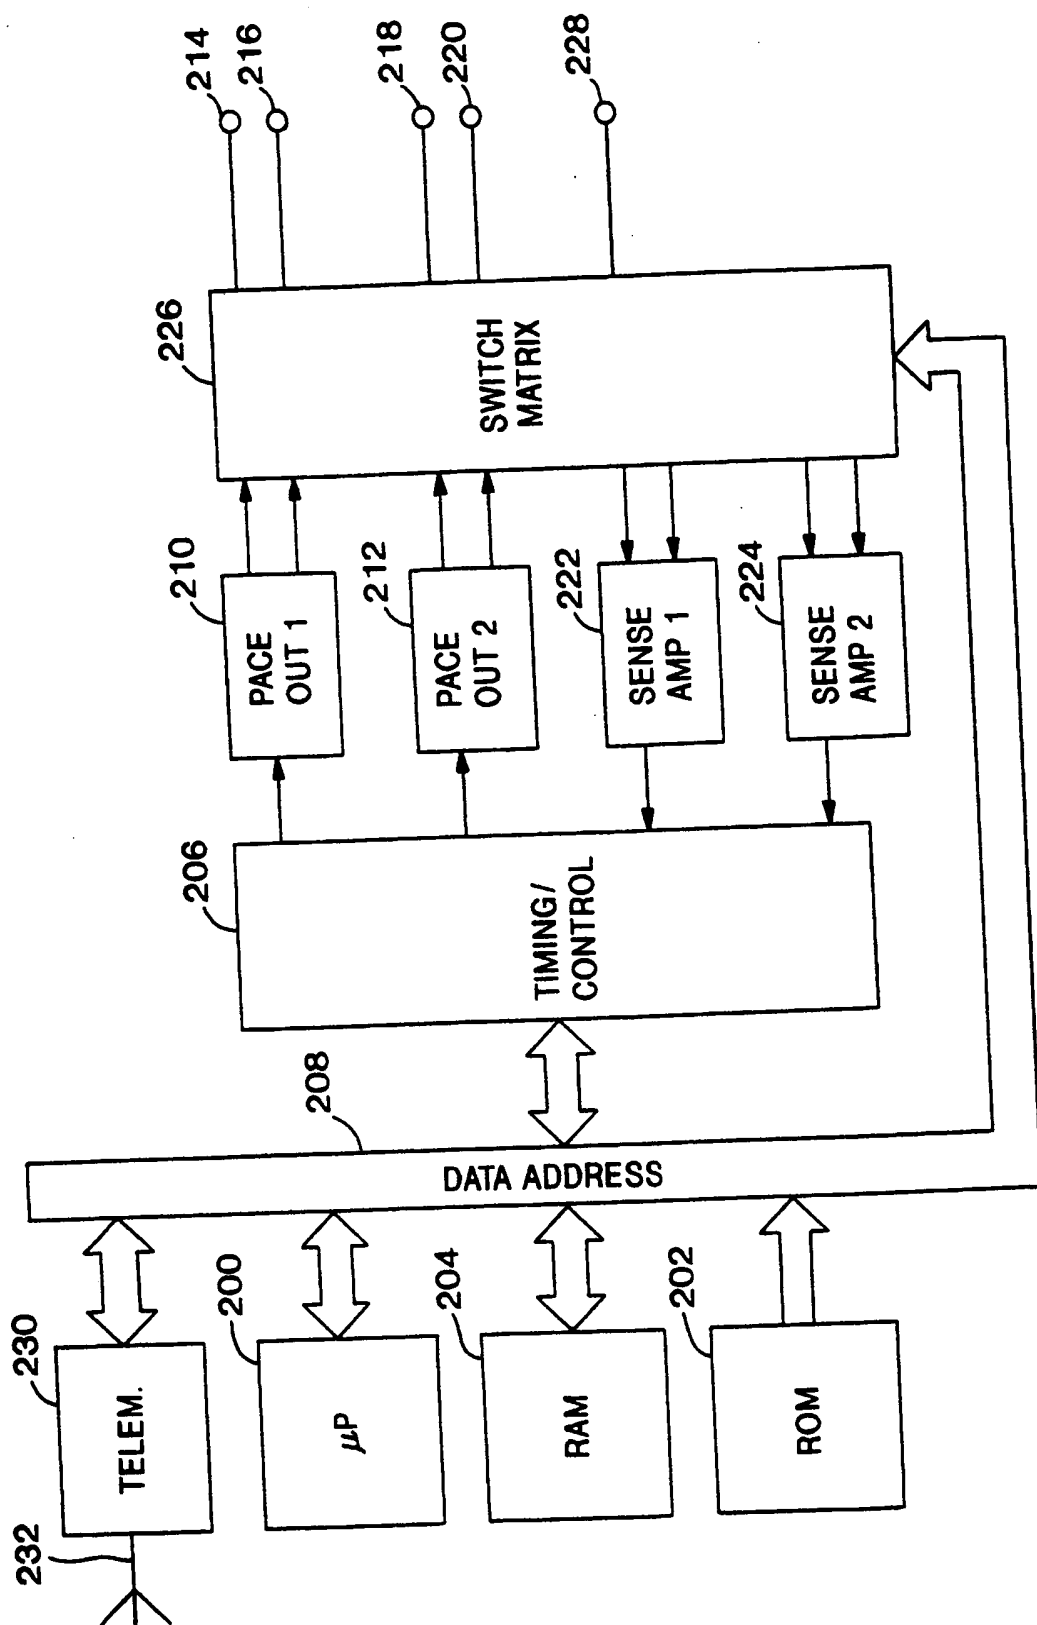 232
230
TELEM.
200
μP
204
RAM
202
ROM
208
DATA ADDRESS
206
TIMING/
CONTROL
210
PACE
OUT 1
212
PACE
OUT 2
222
SENSE
AMP 1
224
SENSE
AMP 2
226
SWITCH
MATRIX
214
216
218
220
228